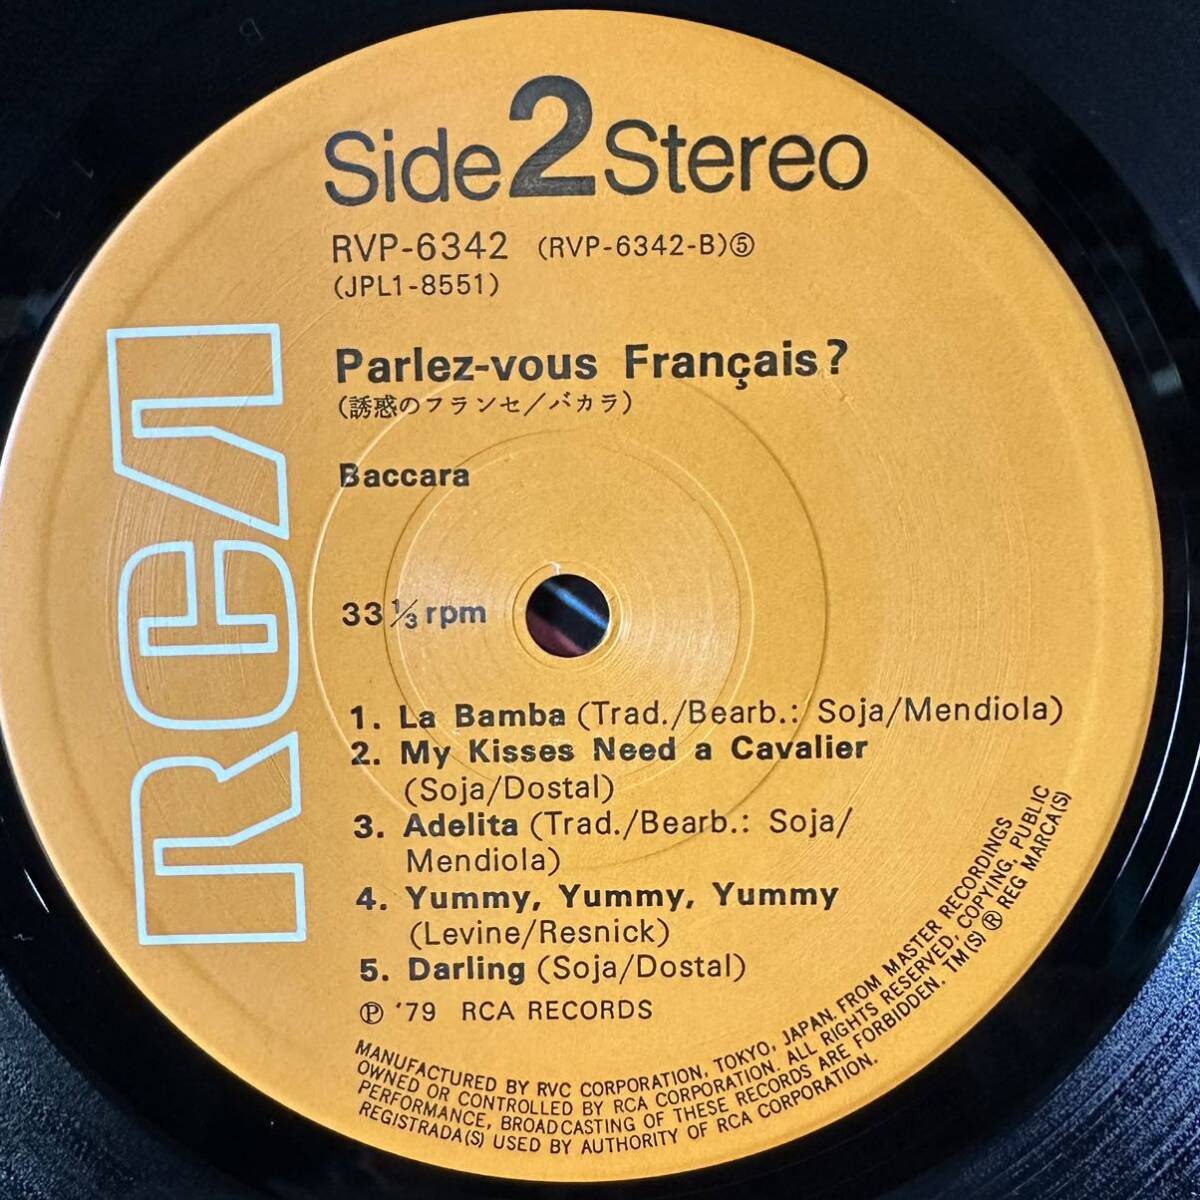 Side 2 Stereo
RVP-6342 (RVP-6342-B)⑤
(JPL1-8551)
Parlez-vous Français?
(誘惑のフランセ/バカラ)
Baccara
33⅓ rpm
RCA
1. La Bamba (Trad./Bearb.: Soja/Mendiola)
2. My Kisses Need a Cavalier
(Soja/Dostal)
3. Adelita (Trad./Bearb.: Soja/
Mendiola)
4. Yummy, Yummy, Yummy
(Levine/Resnick)
5. Darling (Soja/Dostal)
℗ '79 RCA RECORDS
MANUFACTURED BY RVC CORPORATION, TOKYO, JAPAN. FROM MASTER RECORDINGS
OWNED OR CONTROLLED BY RCA CORPORATION. ALL RIGHTS RESERVED, COPYING, PUBLIC
PERFORMANCE, BROADCASTING OF THESE RECORDS ARE FORBIDDEN. TM(S) ® REG MARCA(S)
REGISTRADA(S) USED BY AUTHORITY OF RCA CORPORATION.